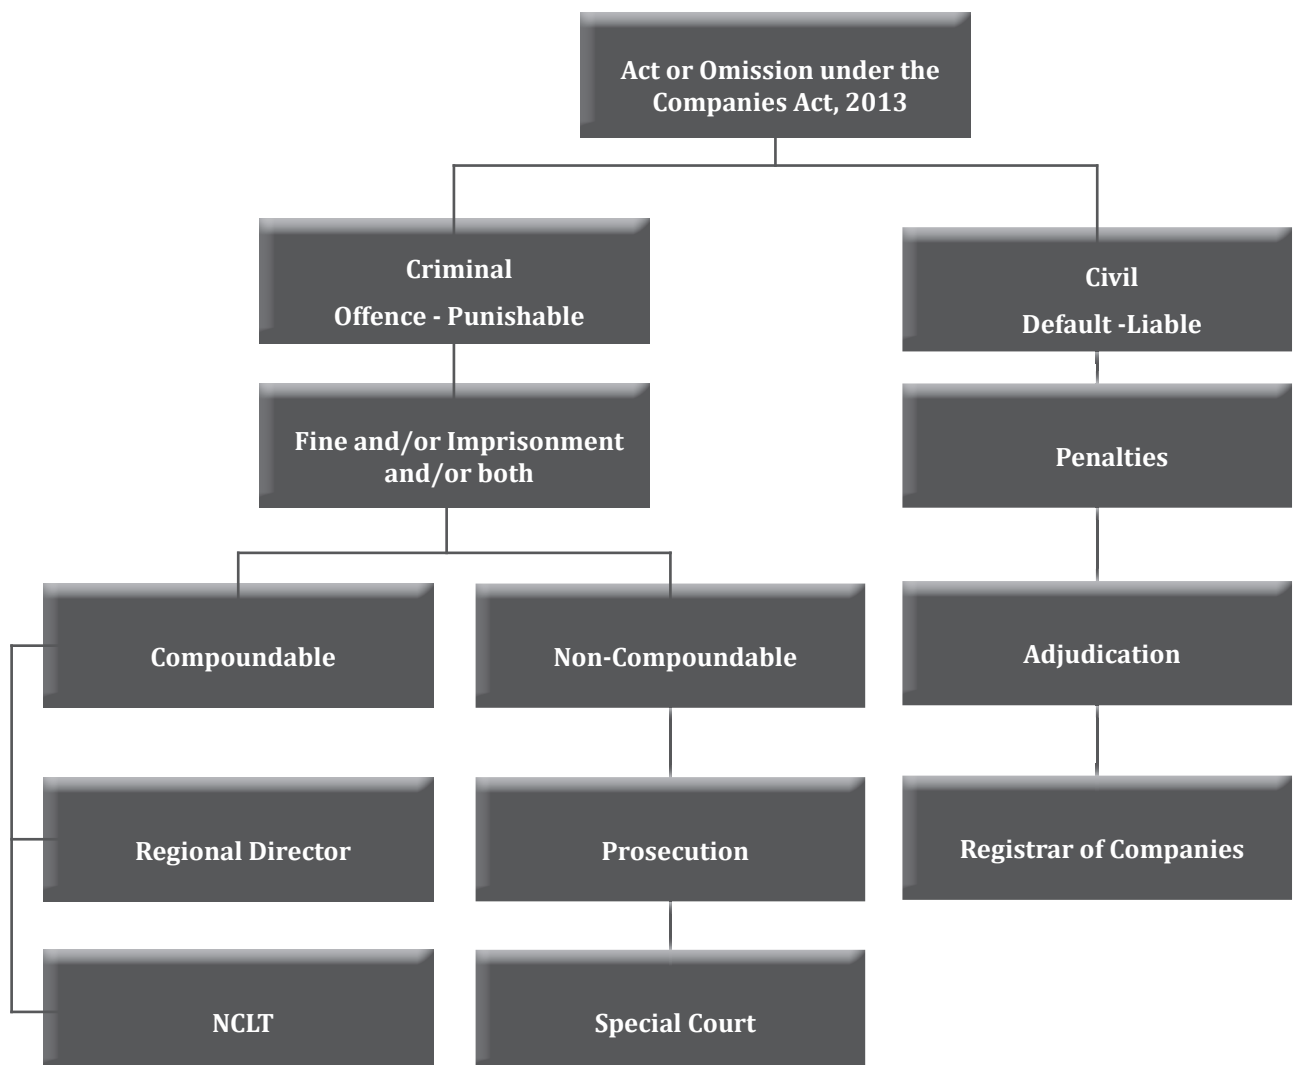 Act or Omission under the
Companies Act, 2013
Criminal
Offence - Punishable
Civil
Default -Liable
Fine and/or Imprisonment
and/or both
Penalties
Compoundable
Non-Compoundable
Adjudication
Regional Director
Prosecution
Registrar of Companies
NCLT
Special Court